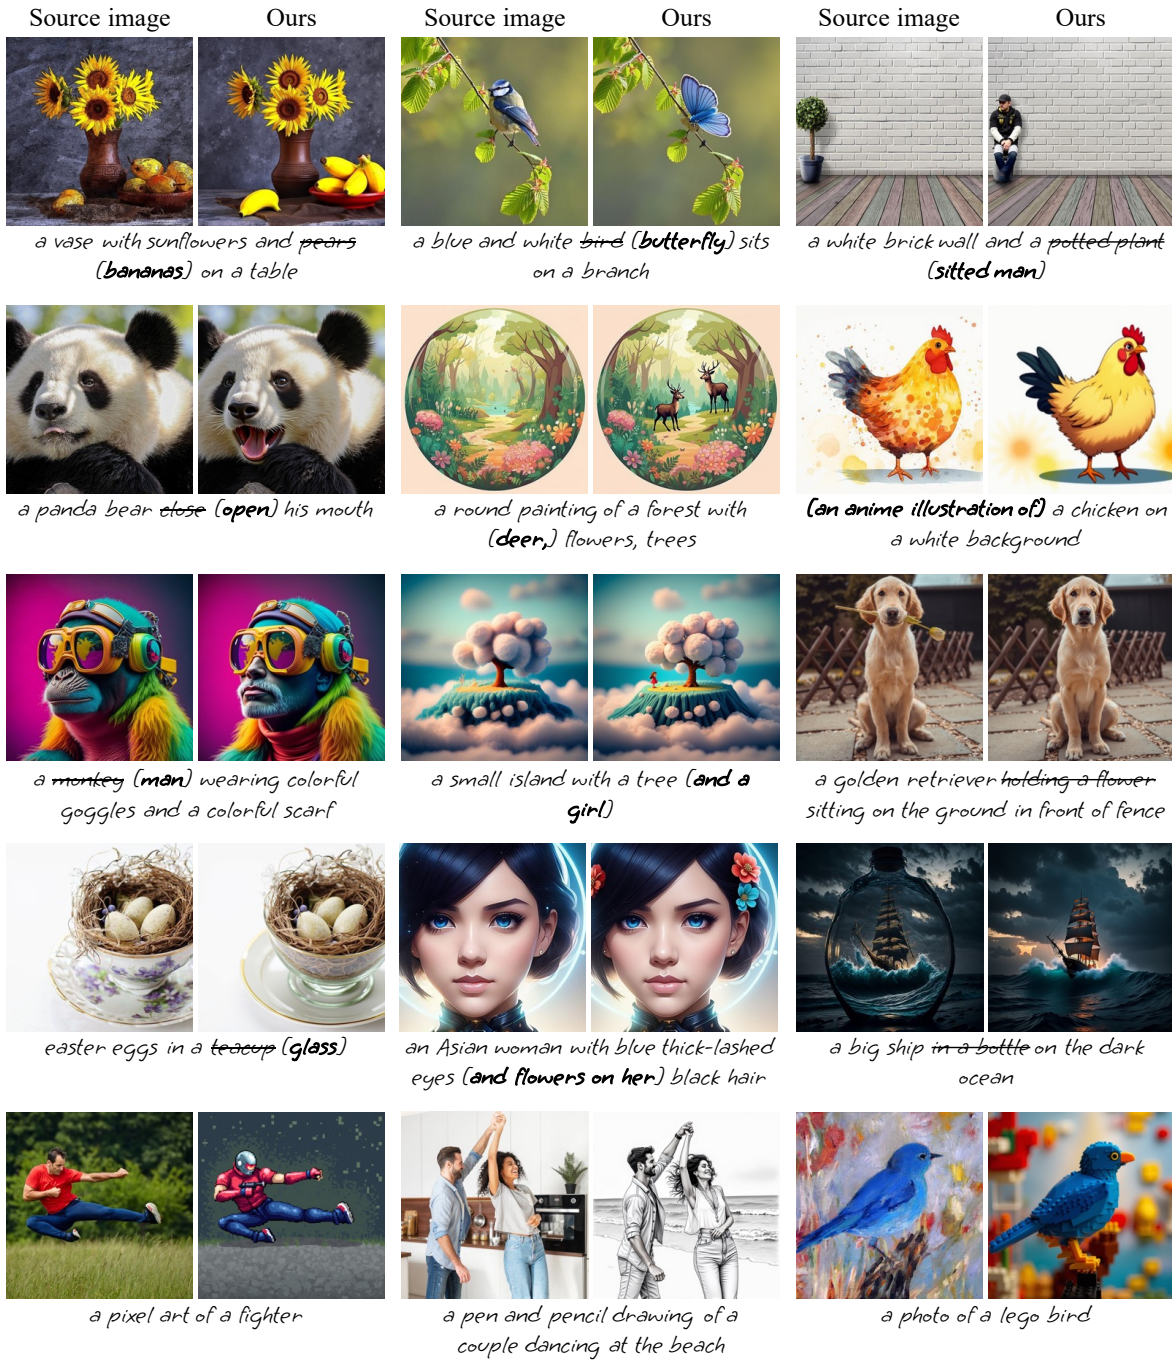 Source image Ours Source image Ours Source image Ours
a vase with sunflowers and pears
[bananas] on a table
a blue and white bird [butterfly] sits
on a branch
a white brick wall and a potted plant
[sitted man]
a panda bear close [open] his mouth
a round painting of a forest with
[deer,] flowers, trees
[an anime illustration of] a chicken on
a white background
a monkey [man] wearing colorful
goggles and a colorful scarf
a small island with a tree [and a
girl]
a golden retriever holding a flower
sitting on the ground in front of fence
easter eggs in a teacup [glass]
an Asian woman with blue thick-lashed
eyes [and flowers on her] black hair
a big ship in a bottle on the dark
ocean
a pixel art of a fighter
a pen and pencil drawing of a
couple dancing at the beach
a photo of a lego bird